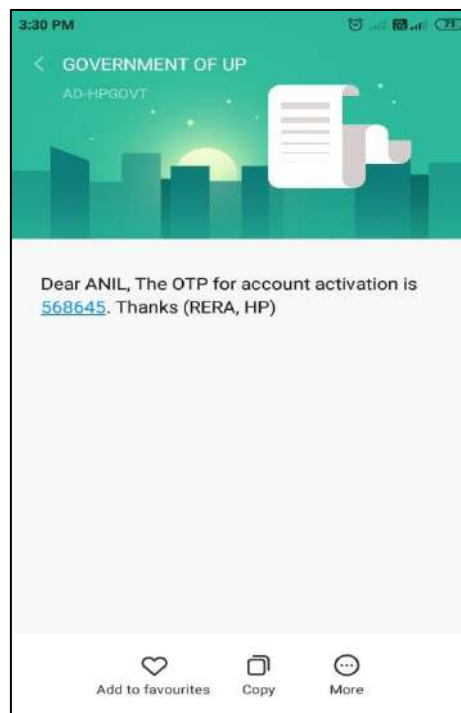 3:30 PM
71
GOVERNMENT OF UP
AD-HPGOVT
Dear ANIL, The OTP for account activation is
568645. Thanks (RERA, HP)
Add to favourites Copy More